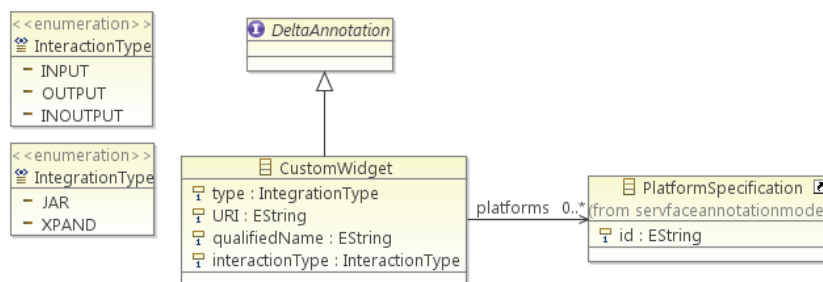 <<enumeration>>
InteractionType
INPUT
OUTPUT
INOUTPUT
<<enumeration>>
IntegrationType
JAR
XPAND
DeltaAnnotation
CustomWidget
type : IntegrationType
URI : EString
qualifiedName : EString
interactionType : InteractionType
platforms 0..*
PlatformSpecification
(from servfaceannotationmode
id : EString